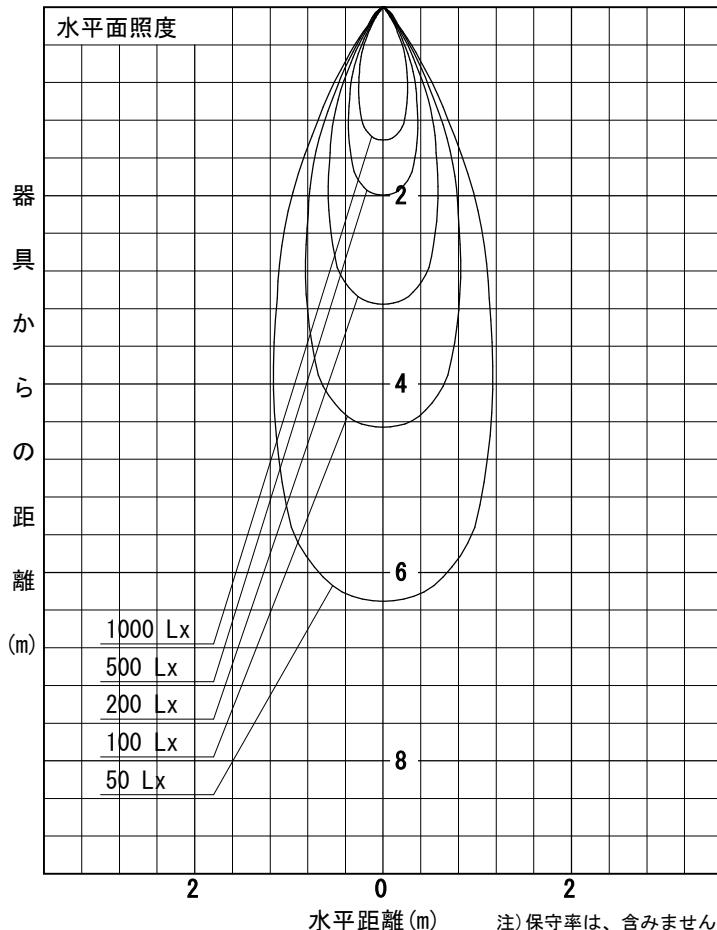 水平面照度
器具からの距離(m)
2
4
6
8
1000 Lx
500 Lx
200 Lx
100 Lx
50 Lx
2
0
2
水平距離(m)
注)保守率は、含みません